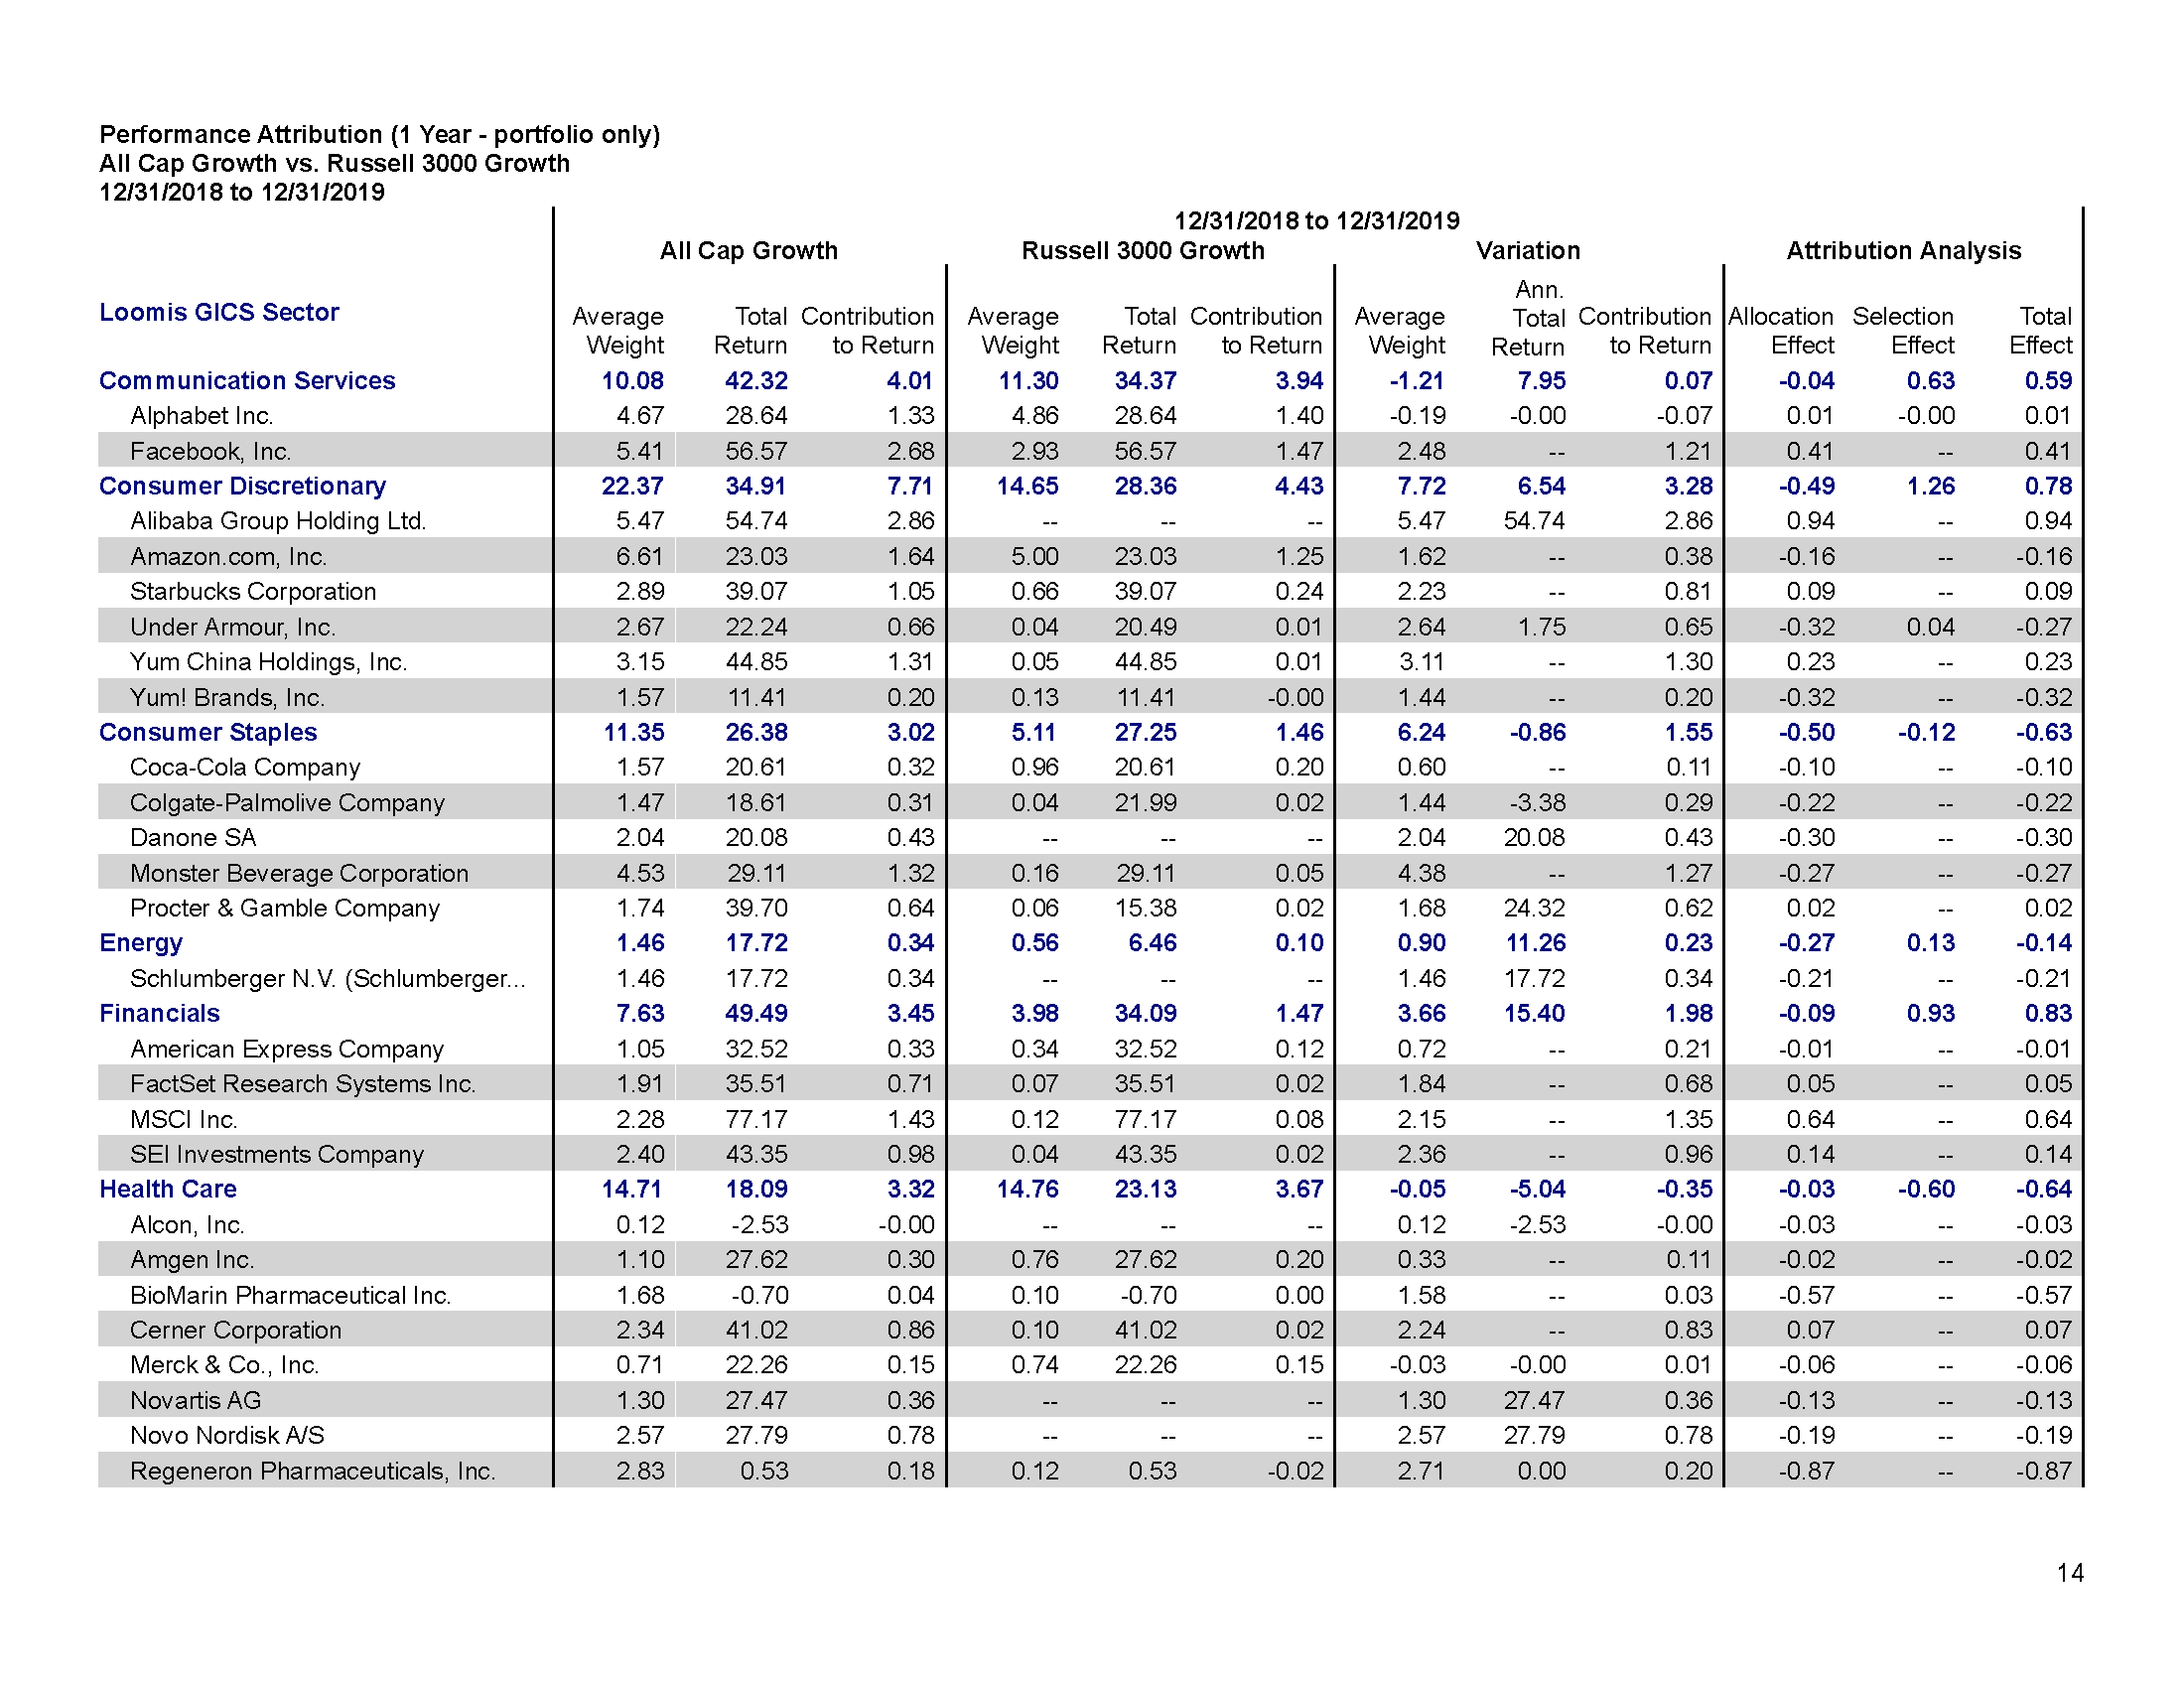 Performance Attribution (1 Year - portfolio only)
All Cap Growth vs. Russell 3000 Growth
12/31/2018 to 12/31/2019
12/31/2018 to 12/31/2019
All Cap Growth Russell 3000 Growth Variation Attribution Analysis
Loomis GICS Sector Average Weight Total Return Contribution to Return Average Weight Total Return Contribution to Return Average Weight Ann. Total Return Contribution to Return Allocation Effect Selection Effect Total Effect
Communication Services 10.08 42.32 4.01 11.30 34.37 3.94 -1.21 7.95 0.07 -0.04 0.63 0.59
Alphabet Inc. 4.67 28.64 1.33 4.86 28.64 1.40 -0.19 -0.00 -0.07 0.01 -0.00 0.01
Facebook, Inc. 5.41 56.57 2.68 2.93 56.57 1.47 2.48 -- 1.21 0.41 -- 0.41
Consumer Discretionary 22.37 34.91 7.71 14.65 28.36 4.43 7.72 6.54 3.28 -0.49 1.26 0.78
Alibaba Group Holding Ltd. 5.47 54.74 2.86 -- -- -- 5.47 54.74 2.86 0.94 -- 0.94
Amazon.com, Inc. 6.61 23.03 1.64 5.00 23.03 1.25 1.62 -- 0.38 -0.16 -- -0.16
Starbucks Corporation 2.89 39.07 1.05 0.66 39.07 0.24 2.23 -- 0.81 0.09 -- 0.09
Under Armour, Inc. 2.67 22.24 0.66 0.04 20.49 0.01 2.64 1.75 0.65 -0.32 0.04 -0.27
Yum China Holdings, Inc. 3.15 44.85 1.31 0.05 44.85 0.01 3.11 -- 1.30 0.23 -- 0.23
Yum! Brands, Inc. 1.57 11.41 0.20 0.13 11.41 -0.00 1.44 -- 0.20 -0.32 -- -0.32
Consumer Staples 11.35 26.38 3.02 5.11 27.25 1.46 6.24 -0.86 1.55 -0.50 -0.12 -0.63
Coca-Cola Company 1.57 20.61 0.32 0.96 20.61 0.20 0.60 -- 0.11 -0.10 -- -0.10
Colgate-Palmolive Company 1.47 18.61 0.31 0.04 21.99 0.02 1.44 -3.38 0.29 -0.22 -- -0.22
Danone SA 2.04 20.08 0.43 -- -- -- 2.04 20.08 0.43 -0.30 -- -0.30
Monster Beverage Corporation 4.53 29.11 1.32 0.16 29.11 0.05 4.38 -- 1.27 -0.27 -- -0.27
Procter & Gamble Company 1.74 39.70 0.64 0.06 15.38 0.02 1.68 24.32 0.62 0.02 -- 0.02
Energy 1.46 17.72 0.34 0.56 6.46 0.10 0.90 11.26 0.23 -0.27 0.13 -0.14
Schlumberger N.V. (Schlumberger... 1.46 17.72 0.34 -- -- -- 1.46 17.72 0.34 -0.21 -- -0.21
Financials 7.63 49.49 3.45 3.98 34.09 1.47 3.66 15.40 1.98 -0.09 0.93 0.83
American Express Company 1.05 32.52 0.33 0.34 32.52 0.12 0.72 -- 0.21 -0.01 -- -0.01
FactSet Research Systems Inc. 1.91 35.51 0.71 0.07 35.51 0.02 1.84 -- 0.68 0.05 -- 0.05
MSCI Inc. 2.28 77.17 1.43 0.12 77.17 0.08 2.15 -- 1.35 0.64 -- 0.64
SEI Investments Company 2.40 43.35 0.98 0.04 43.35 0.02 2.36 -- 0.96 0.14 -- 0.14
Health Care 14.71 18.09 3.32 14.76 23.13 3.67 -0.05 -5.04 -0.35 -0.03 -0.60 -0.64
Alcon, Inc. 0.12 -2.53 -0.00 -- -- -- 0.12 -2.53 -0.00 -0.03 -- -0.03
Amgen Inc. 1.10 27.62 0.30 0.76 27.62 0.20 0.33 -- 0.11 -0.02 -- -0.02
BioMarin Pharmaceutical Inc. 1.68 -0.70 0.04 0.10 -0.70 0.00 1.58 -- 0.03 -0.57 -- -0.57
Cerner Corporation 2.34 41.02 0.86 0.10 41.02 0.02 2.24 -- 0.83 0.07 -- 0.07
Merck & Co., Inc. 0.71 22.26 0.15 0.74 22.26 0.15 -0.03 -0.00 0.01 -0.06 -- -0.06
Novartis AG 1.30 27.47 0.36 -- -- -- 1.30 27.47 0.36 -0.13 -- -0.13
Novo Nordisk A/S 2.57 27.79 0.78 -- -- -- 2.57 27.79 0.78 -0.19 -- -0.19
Regeneron Pharmaceuticals, Inc. 2.83 0.53 0.18 0.12 0.53 -0.02 2.71 0.00 0.20 -0.87 -- -0.87
14